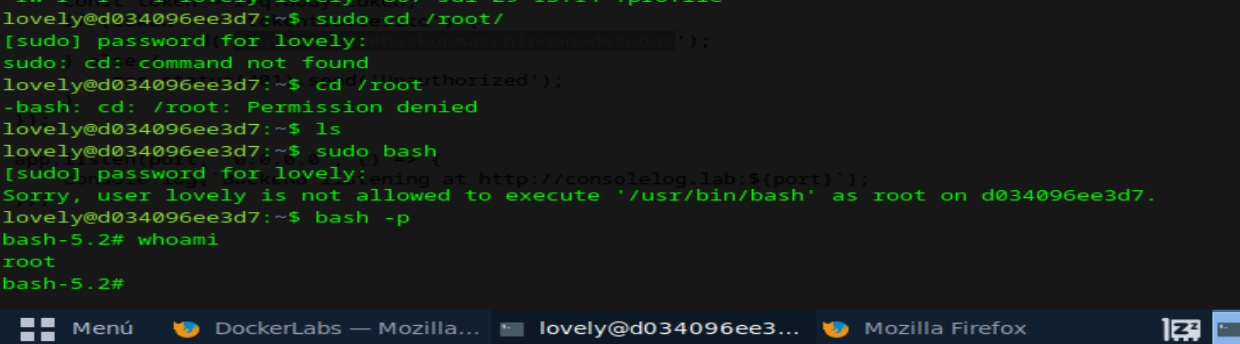 lovely@d034096ee3d7:~$ sudo cd /root/
[sudo] password for lovely:
sudo: cd: command not found
lovely@d034096ee3d7:~$ cd /root
-bash: cd: /root: Permission denied
lovely@d034096ee3d7:~$ ls
lovely@d034096ee3d7:~$ sudo bash
[sudo] password for lovely:
Sorry, user lovely is not allowed to execute '/usr/bin/bash' as root on d034096ee3d7.
lovely@d034096ee3d7:~$ bash -p
bash-5.2# whoami
root
bash-5.2#
Menú DockerLabs — Mozilla... lovely@d034096ee3... Mozilla Firefox